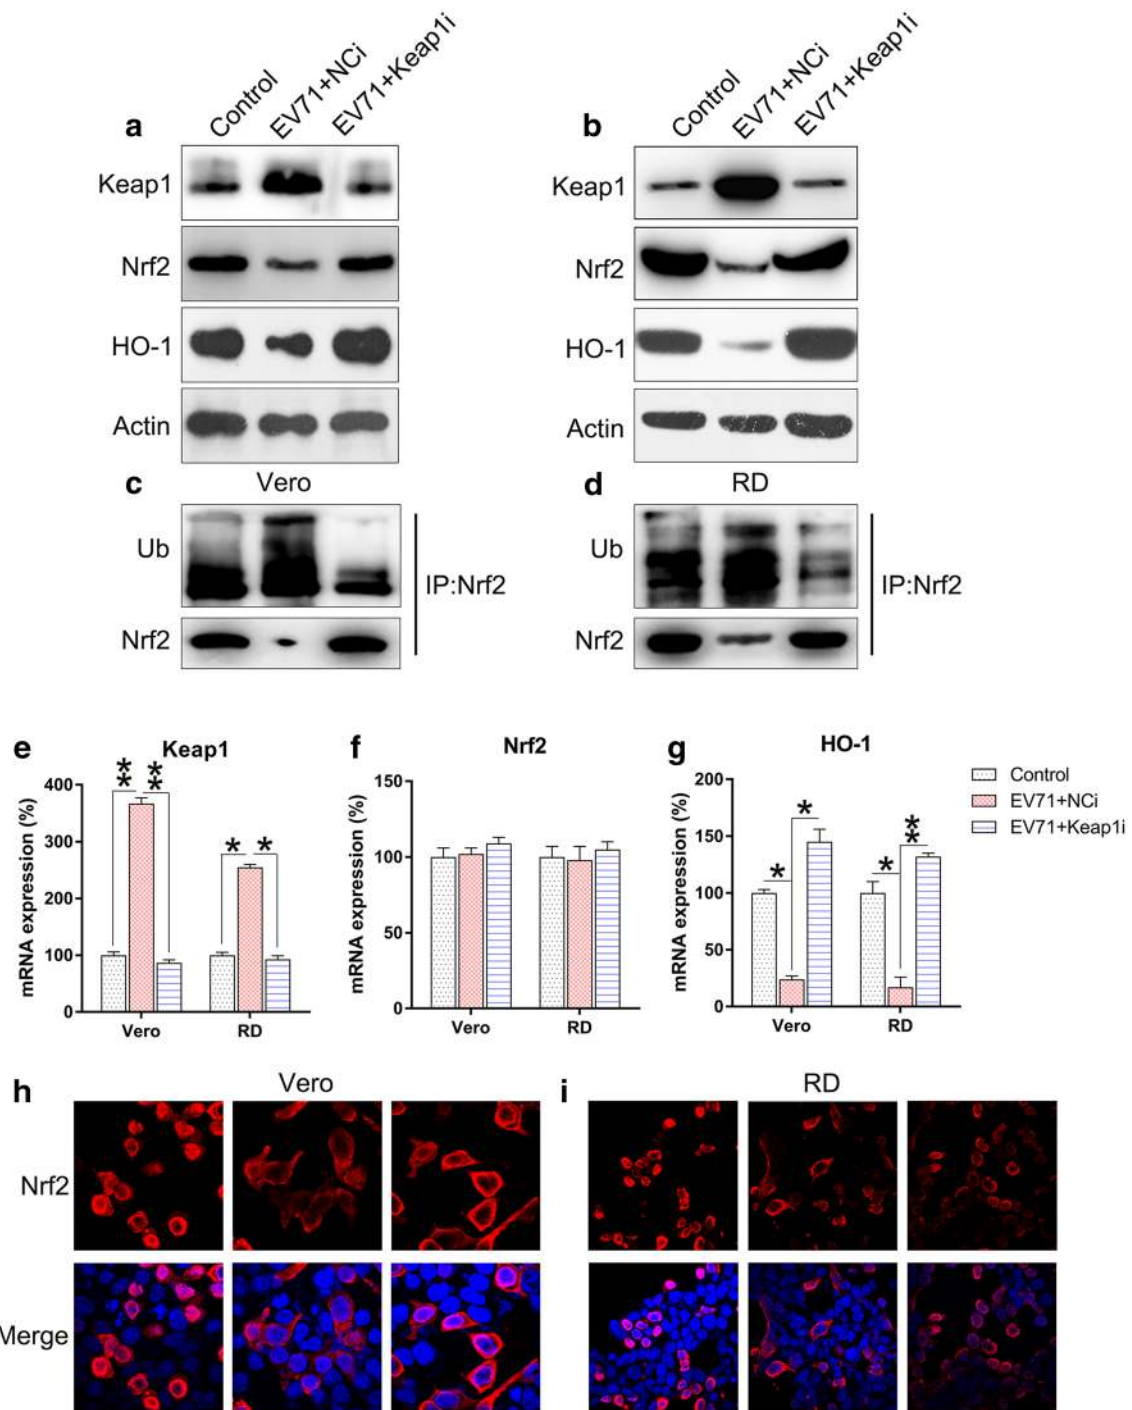 a
Control
EV71+NCi
EV71+Keap1i
Keap1
Nrf2
HO-1
Actin
Vero
b
Control
EV71+NCi
EV71+Keap1i
Keap1
Nrf2
HO-1
Actin
RD
c
Ub
Nrf2
IP:Nrf2
d
Ub
Nrf2
IP:Nrf2
e
Keap1
mRNA expression (%)
400
300
200
100
0
**
**
*
*
Vero
RD
f
Nrf2
mRNA expression (%)
150
100
50
0
Vero
RD
g
HO-1
mRNA expression (%)
200
150
100
50
0
*
*
*
**
Vero
RD
Control
EV71+NCi
EV71+Keap1i
h
Vero
i
RD
Nrf2
Merge